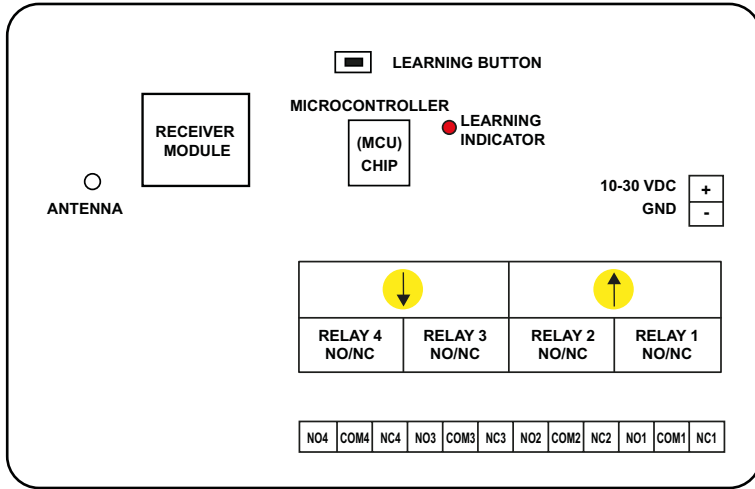 LEARNING BUTTON
MICROCONTROLLER
LEARNING
INDICATOR
RECEIVER
MODULE
(MCU)
CHIP
ANTENNA
10-30 VDC +
GND -
RELAY 4 RELAY 3 RELAY 2 RELAY 1
NO/NC NO/NC NO/NC NO/NC
NO4 COM4 NC4 NO3 COM3 NC3 NO2 COM2 NC2 NO1 COM1 NC1